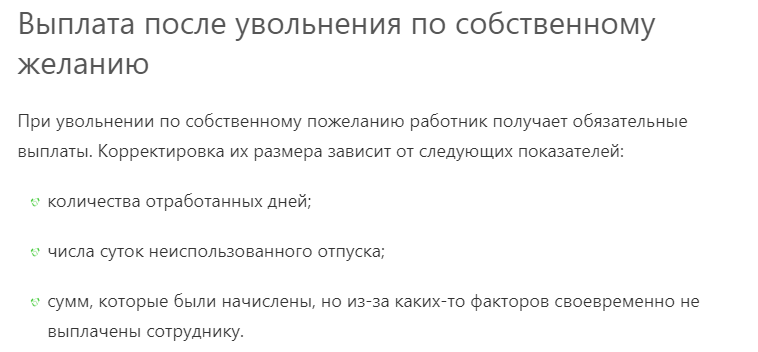 Выплата после увольнения по собственному
желанию
При увольнении по собственному пожеланию работник получает обязательные
выплаты. Корректировка их размера зависит от следующих показателей:
количества отработанных дней;
числа суток неиспользованного отпуска;
сумм, которые были начислены, но из-за каких-то факторов своевременно не
выплачены сотруднику.